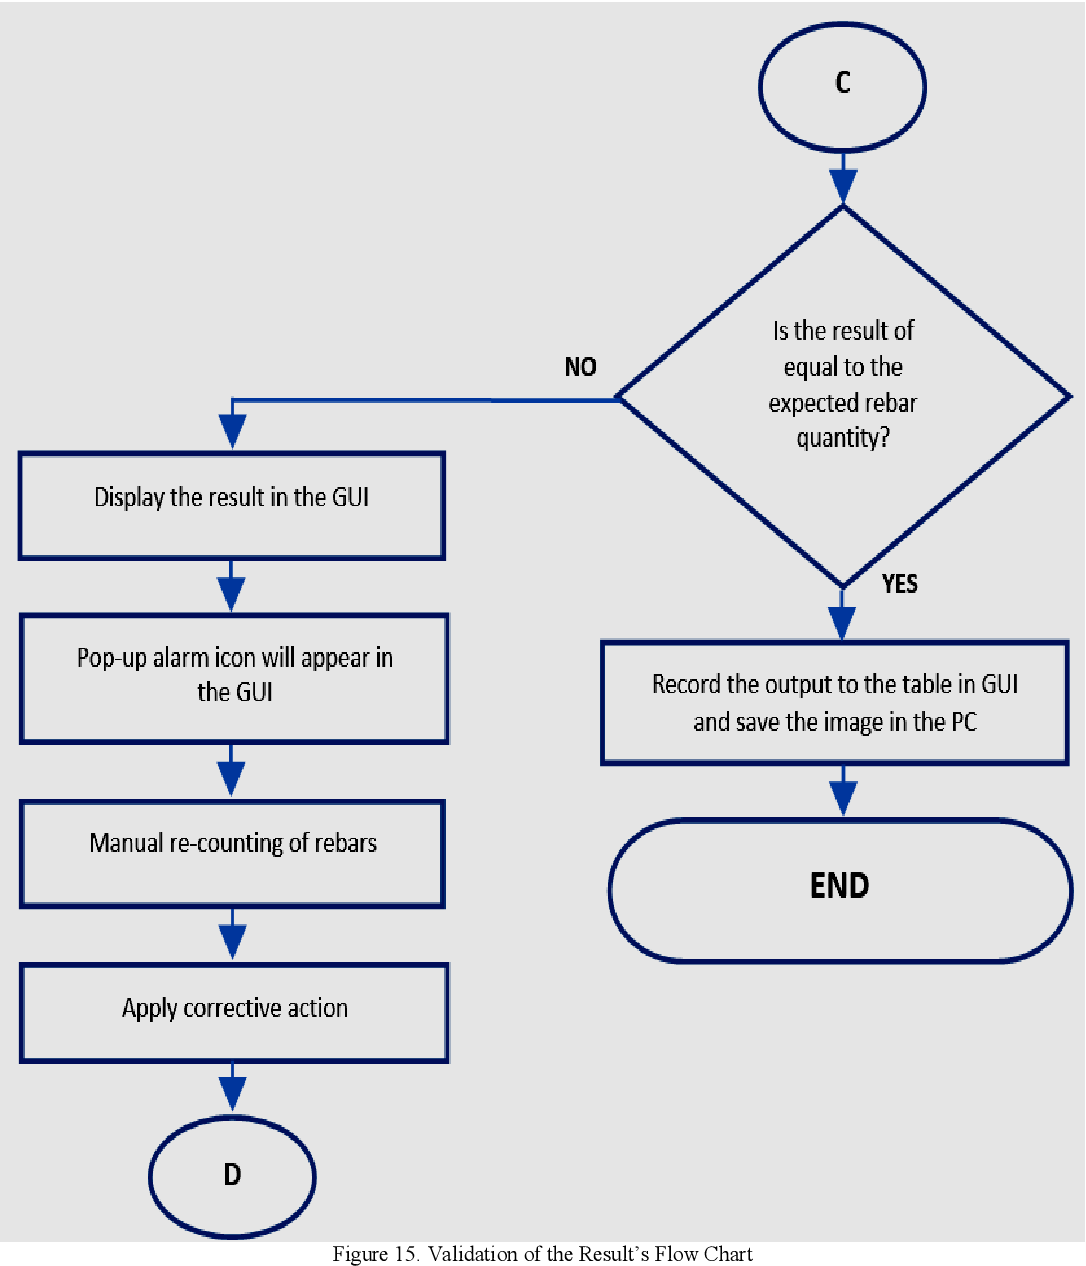 C
Is the result of
equal to the
expected rebar
quantity?
NO
YES
Display the result in the GUI
Pop-up alarm icon will appear in
the GUI
Manual re-counting of rebars
Apply corrective action
D
Record the output to the table in GUI
and save the image in the PC
END
Figure 15. Validation of the Result’s Flow Chart